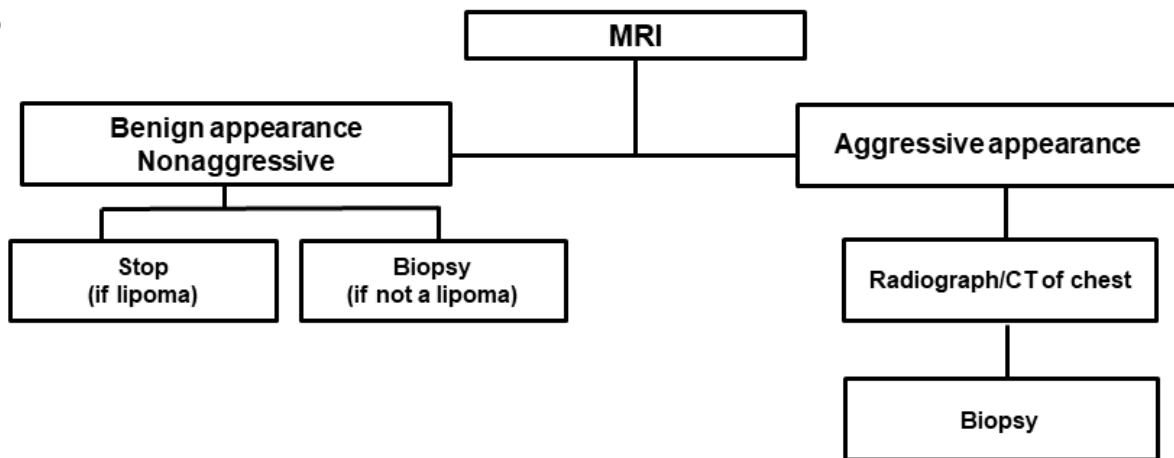 MRI
Benign appearance
Nonaggressive
Aggressive appearance
Stop
(if lipoma)
Biopsy
(if not a lipoma)
Radiograph/CT of chest
Biopsy